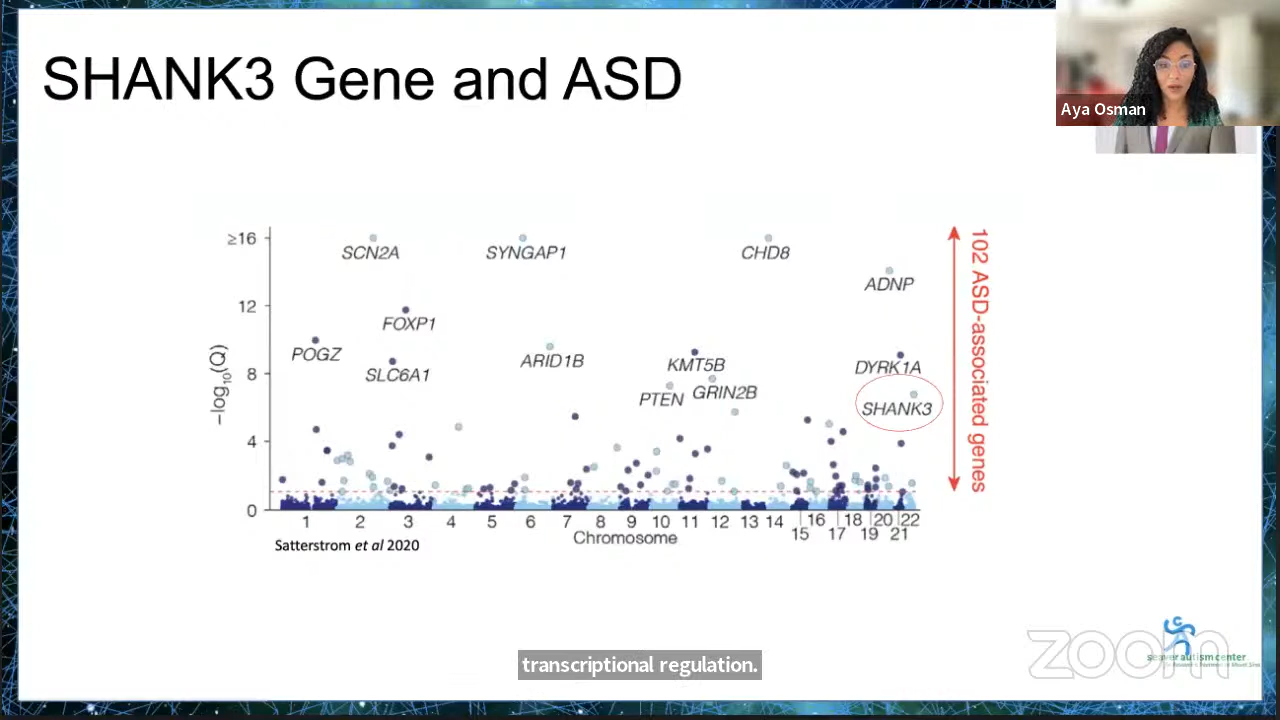 SHANK3 Gene and ASD
Aya Osman
≥16
12
8
4
0
−log10(Q)
SCN2A
SYNGAP1
CHD8
ADNP
FOXP1
POGZ
SLC6A1
ARID1B
KMT5B
PTEN
GRIN2B
DYRK1A
SHANK3
102 ASD-associated genes
1 2 3 4 5 6 7 8 9 10 11 12 13 14 16 18 20 22
15 17 19 21
Chromosome
Satterstrom et al 2020
transcriptional regulation.
zoom
seaver autism center